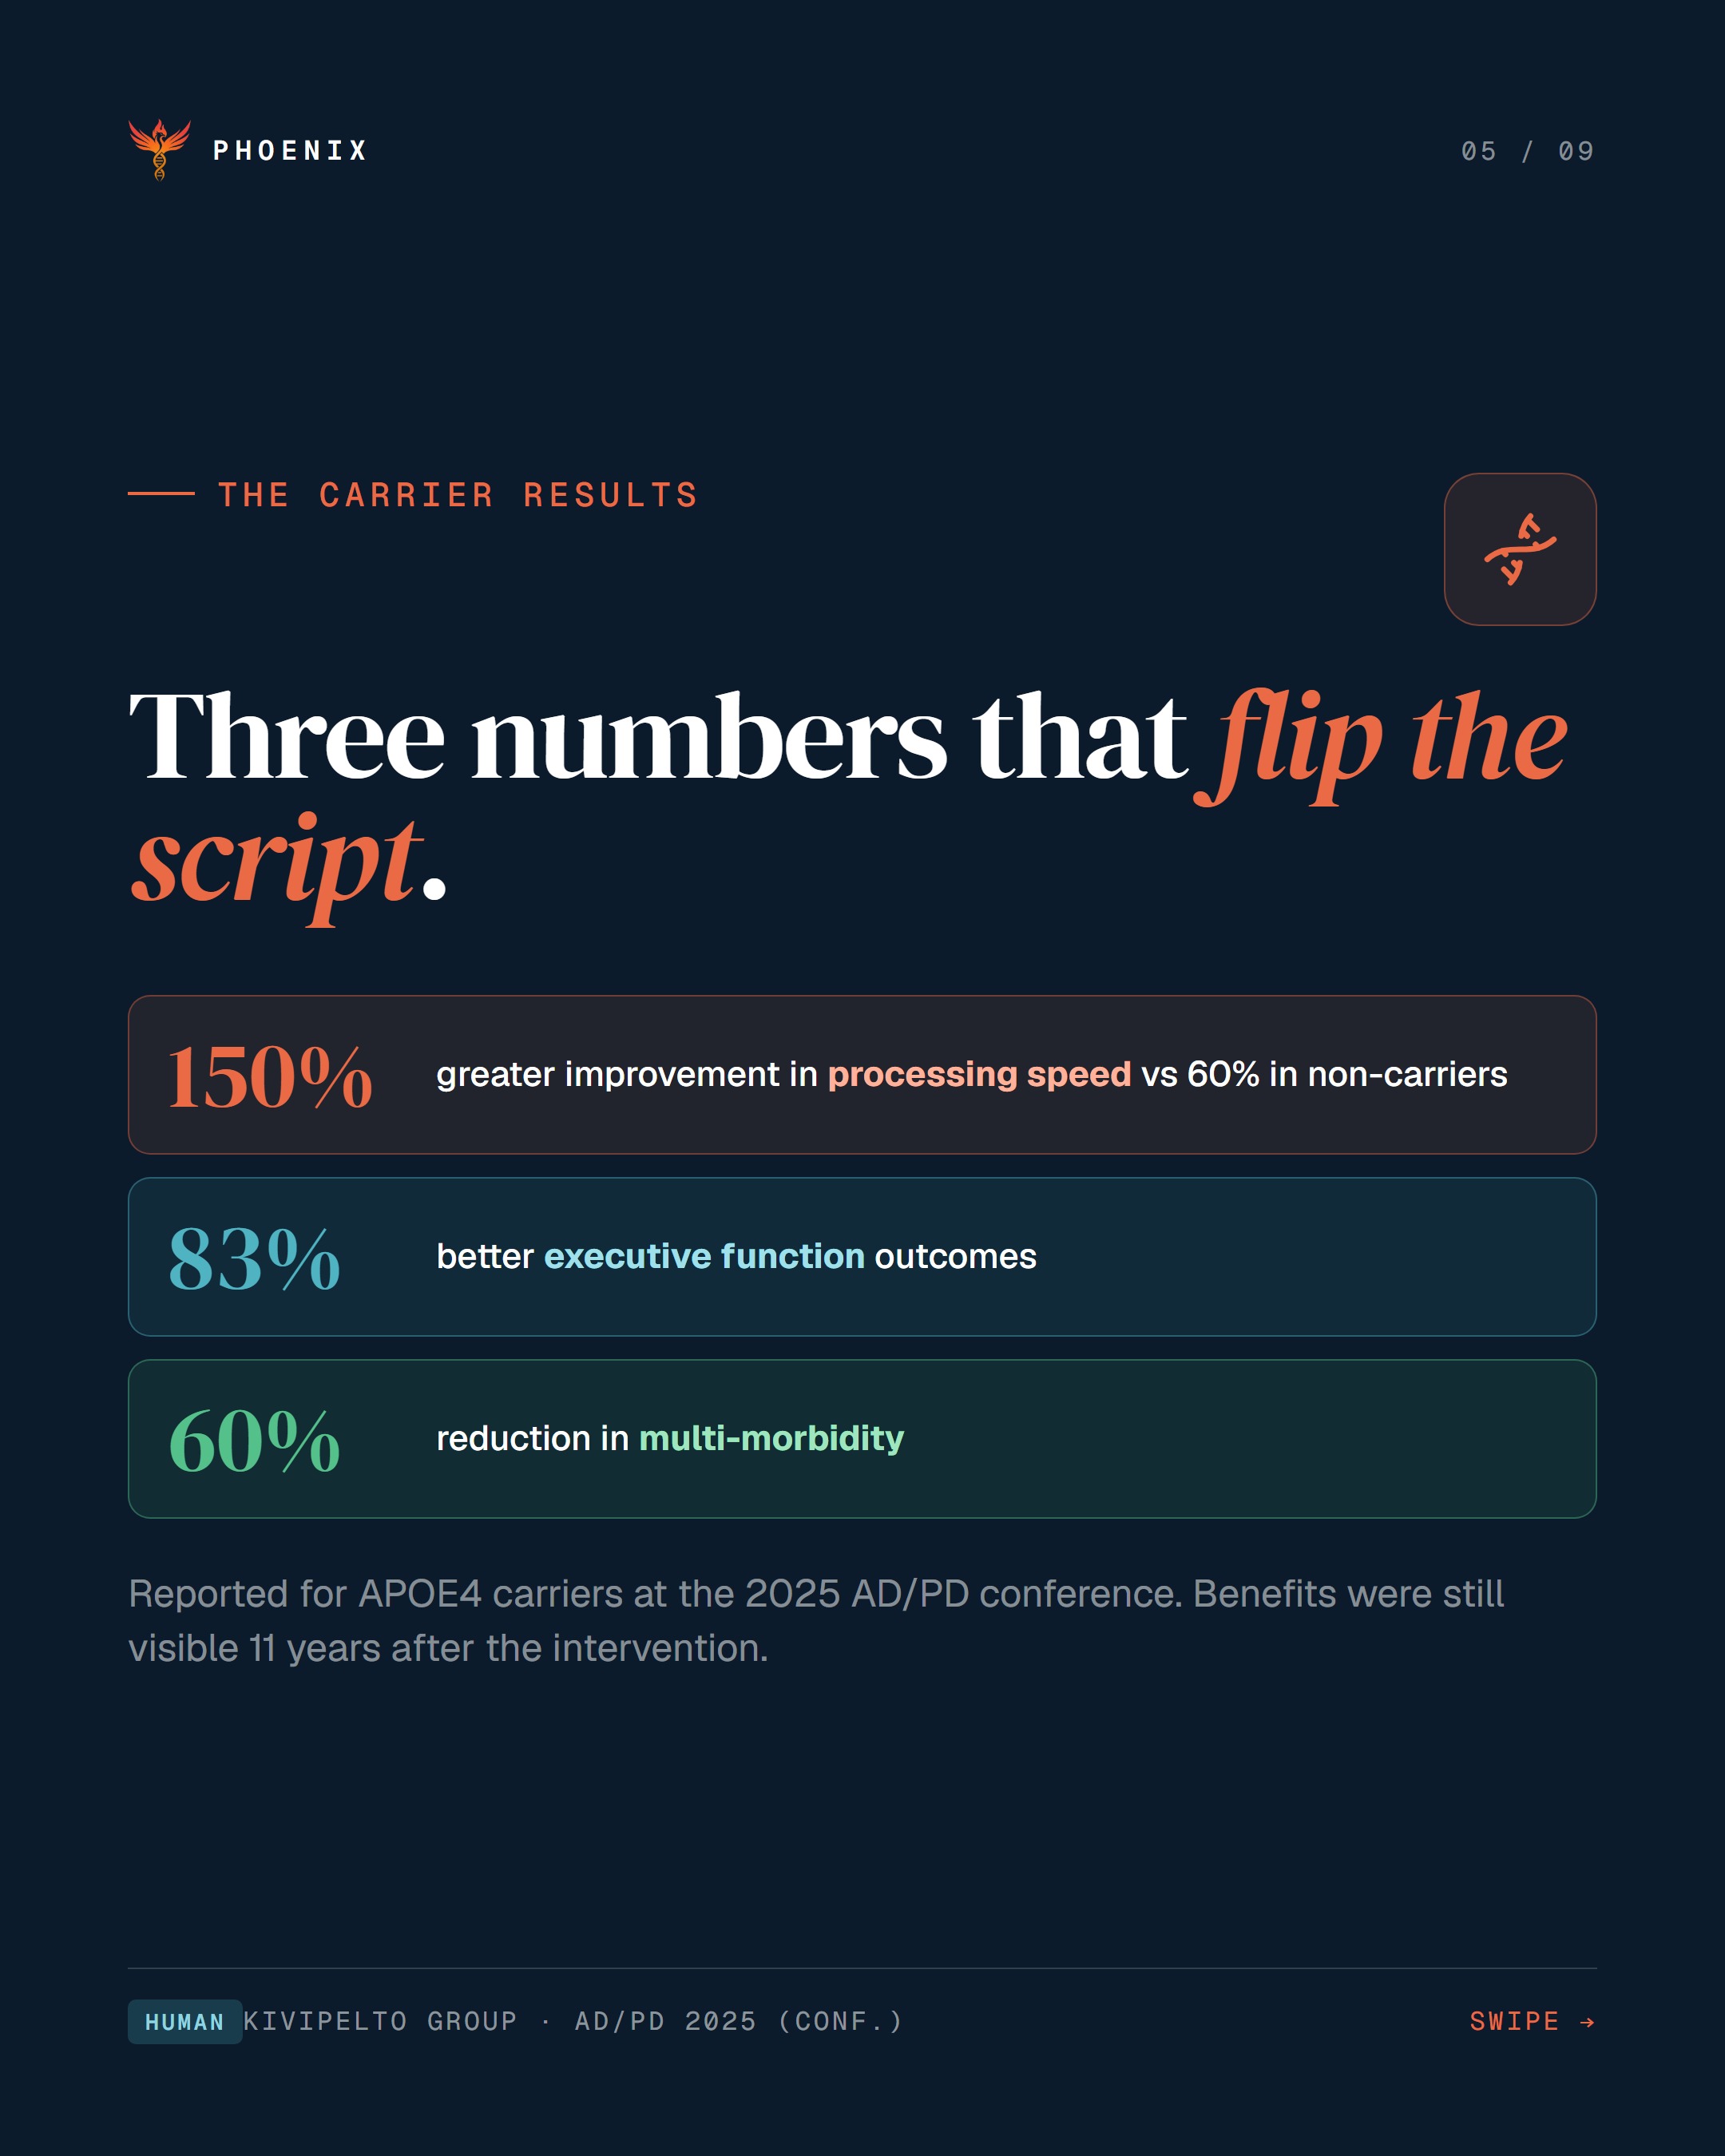 PHOENIX
05 / 09
THE CARRIER RESULTS
Three numbers that flip the
script.
150% greater improvement in processing speed vs 60% in non-carriers
83% better executive function outcomes
60% reduction in multi-morbidity
Reported for APOE4 carriers at the 2025 AD/PD conference. Benefits were still
visible 11 years after the intervention.
HUMAN KIVIPELTO GROUP · AD/PD 2025 (CONF.)
SWIPE →